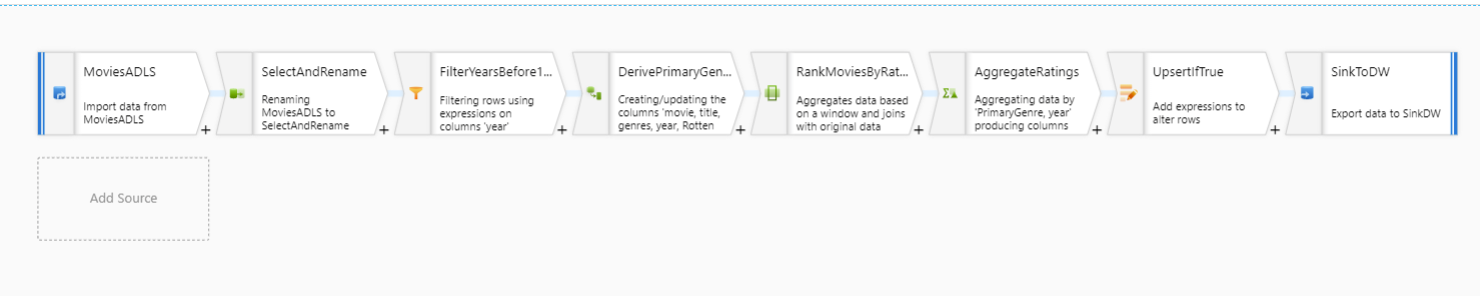 MoviesADLS
Import data from
MoviesADLS
+
SelectAndRename
Renaming
MoviesADLS to
SelectAndRename
+
FilterYearsBefore1...
Filtering rows using
expressions on
columns 'year'
+
DerivePrimaryGen...
Creating/updating the
columns 'movie, title,
genres, year, Rotten
+
RankMoviesByRat...
Aggregates data based
on a window and joins
with original data
+
AggregateRatings
Aggregating data by
'PrimaryGenre, year'
producing columns
+
UpsertIfTrue
Add expressions to
alter rows
+
SinkToDW
Export data to SinkDW
Add Source